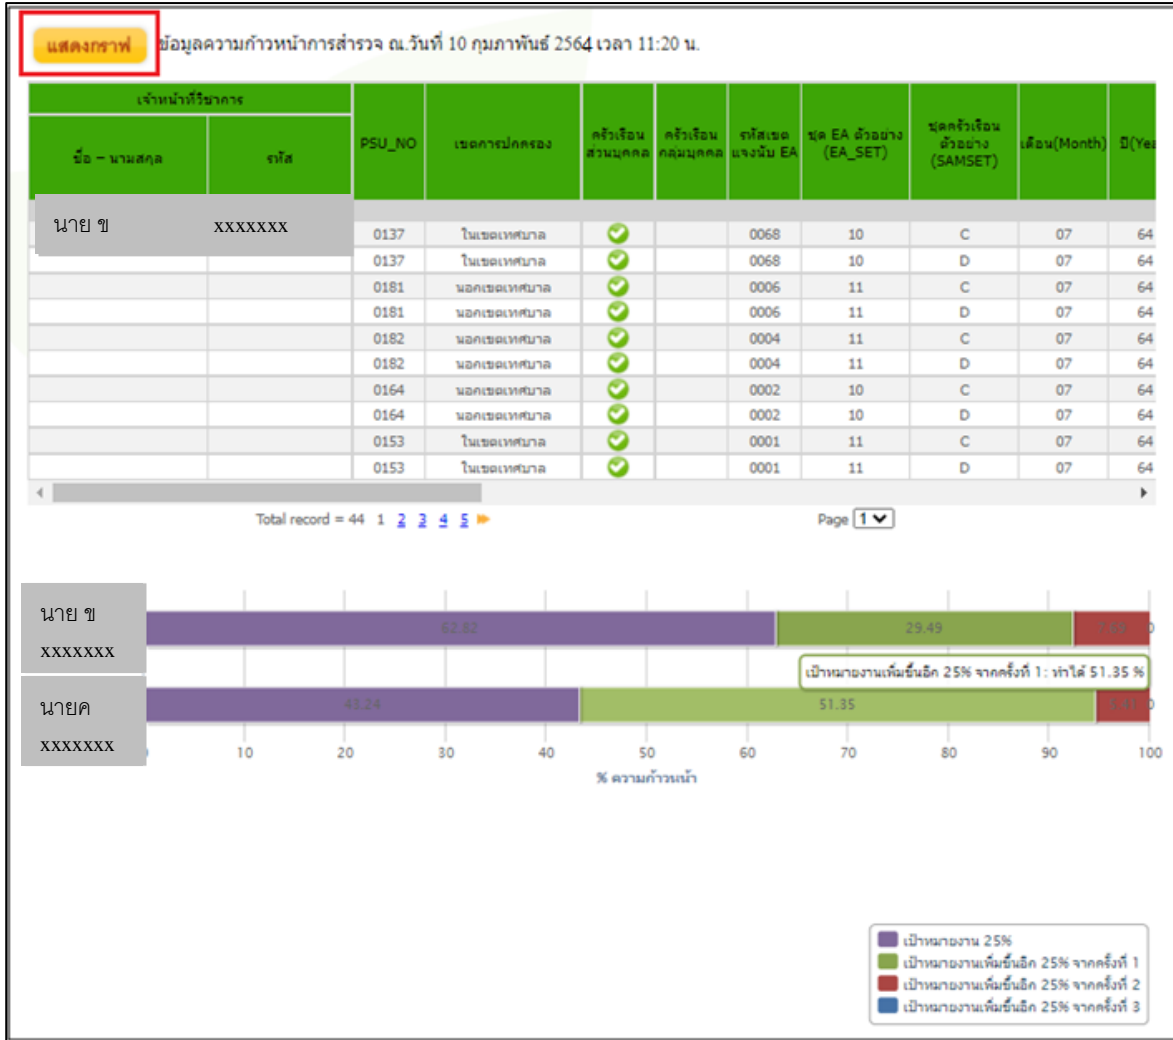 แสดงกราฟ ข้อมูลความก้าวหน้าการสำรวจ ณ.วันที่ 10 กุมภาพันธ์ 2564 เวลา 11:20 น.
เจ้าหน้าที่วิชาการ
ชื่อ – นามสกุล รหัส PSU_NO เขตการปกครอง ครัวเรือนส่วนบุคคล ครัวเรือนกลุ่มบุคคล รหัสเขตแจงนับ EA ชุด EA ตัวอย่าง (EA_SET) ชุดครัวเรือนตัวอย่าง (SAMSET) เดือน(Month) ปี(Yea
นาย ข xxxxxxx
0137 ในเขตเทศบาล 0068 10 C 07 64
0137 ในเขตเทศบาล 0068 10 D 07 64
0181 นอกเขตเทศบาล 0006 11 C 07 64
0181 นอกเขตเทศบาล 0006 11 D 07 64
0182 นอกเขตเทศบาล 0004 11 C 07 64
0182 นอกเขตเทศบาล 0004 11 D 07 64
0164 นอกเขตเทศบาล 0002 10 C 07 64
0164 นอกเขตเทศบาล 0002 10 D 07 64
0153 ในเขตเทศบาล 0001 11 C 07 64
0153 ในเขตเทศบาล 0001 11 D 07 64
Total record = 44 1 2 3 4 5 Page 1
นาย ข
xxxxxxx
62.82 29.49 7.69 0
เป้าหมายงานเพิ่มขึ้นอีก 25% จากครั้งที่ 1: ทำได้ 51.35 %
นายค
xxxxxxx
43.24 51.35 5.41 0
10 20 30 40 50 60 70 80 90 100
% ความก้าวหน้า
เป้าหมายงาน 25%
เป้าหมายงานเพิ่มขึ้นอีก 25% จากครั้งที่ 1
เป้าหมายงานเพิ่มขึ้นอีก 25% จากครั้งที่ 2
เป้าหมายงานเพิ่มขึ้นอีก 25% จากครั้งที่ 3